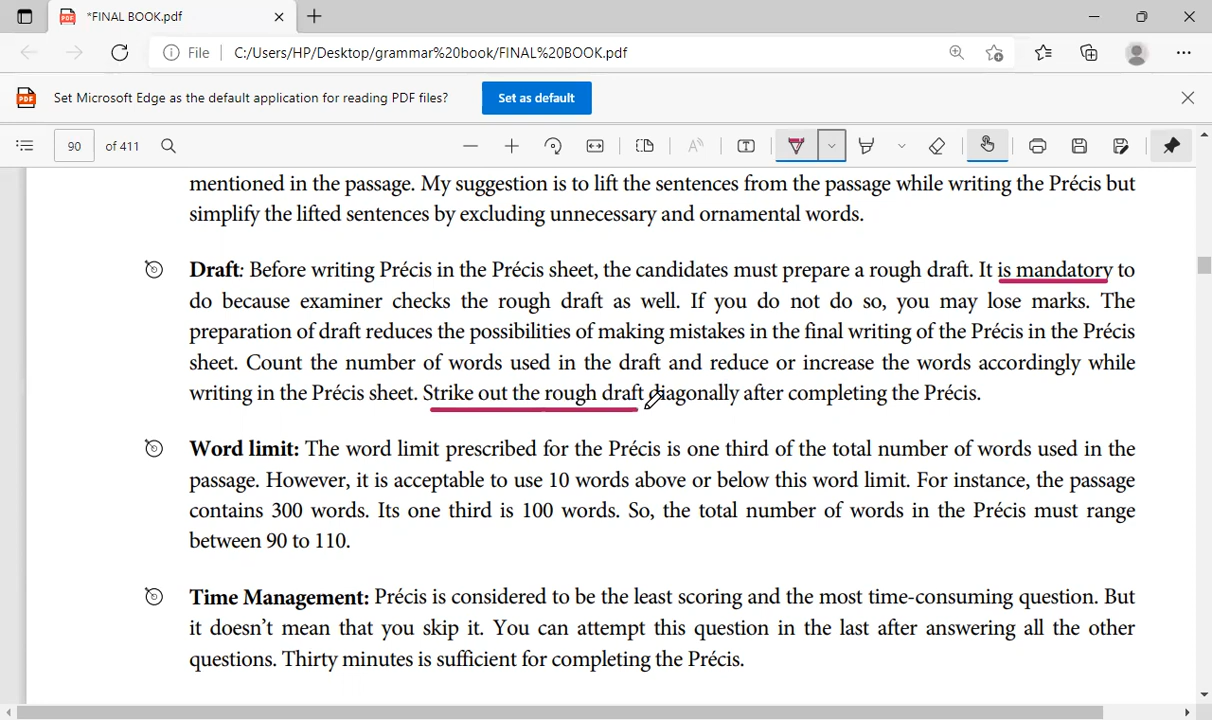 *FINAL BOOK.pdf
File C:/Users/HP/Desktop/grammar%20book/FINAL%20BOOK.pdf
Set Microsoft Edge as the default application for reading PDF files? Set as default
90 of 411
mentioned in the passage. My suggestion is to lift the sentences from the passage while writing the Précis but
simplify the lifted sentences by excluding unnecessary and ornamental words.
Draft: Before writing Précis in the Précis sheet, the candidates must prepare a rough draft. It is mandatory to
do because examiner checks the rough draft as well. If you do not do so, you may lose marks. The
preparation of draft reduces the possibilities of making mistakes in the final writing of the Précis in the Précis
sheet. Count the number of words used in the draft and reduce or increase the words accordingly while
writing in the Précis sheet. Strike out the rough draft diagonally after completing the Précis.
Word limit: The word limit prescribed for the Précis is one third of the total number of words used in the
passage. However, it is acceptable to use 10 words above or below this word limit. For instance, the passage
contains 300 words. Its one third is 100 words. So, the total number of words in the Précis must range
between 90 to 110.
Time Management: Précis is considered to be the least scoring and the most time-consuming question. But
it doesn't mean that you skip it. You can attempt this question in the last after answering all the other
questions. Thirty minutes is sufficient for completing the Précis.